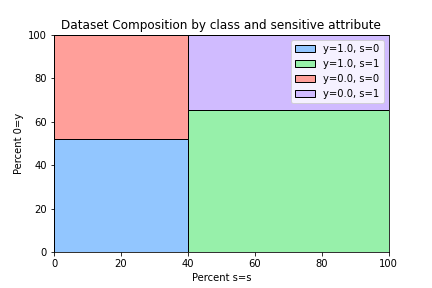 Dataset Composition by class and sensitive attribute
100
80
60
40
20
0
Percent 0=y
y=1.0, s=0
y=1.0, s=1
y=0.0, s=0
y=0.0, s=1
0 20 40 60 80 100
Percent s=s